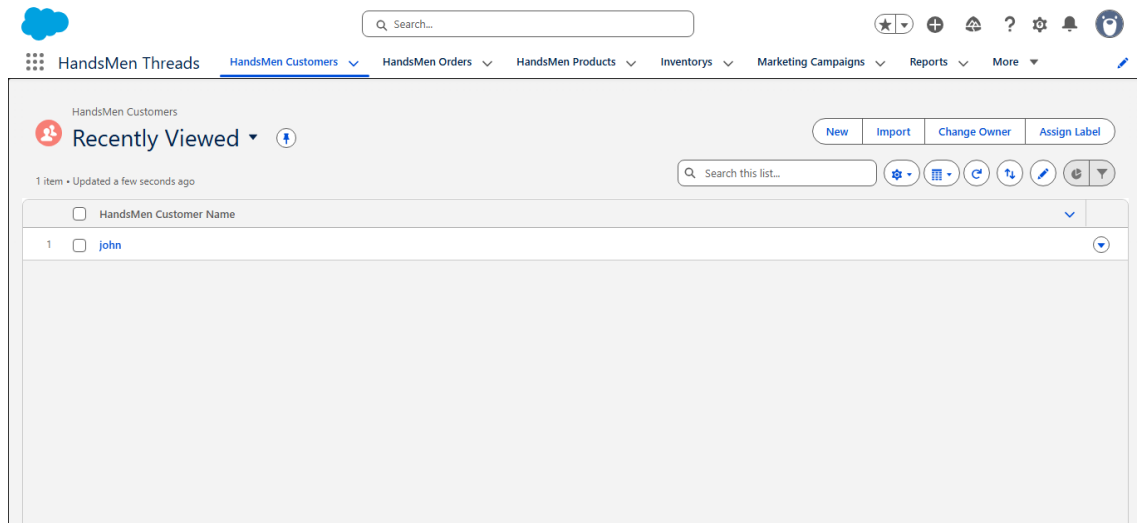 Search...
HandsMen Threads HandsMen Customers HandsMen Orders HandsMen Products Inventorys Marketing Campaigns Reports More
HandsMen Customers
Recently Viewed
New Import Change Owner Assign Label
1 item • Updated a few seconds ago
Search this list...
HandsMen Customer Name
1 john